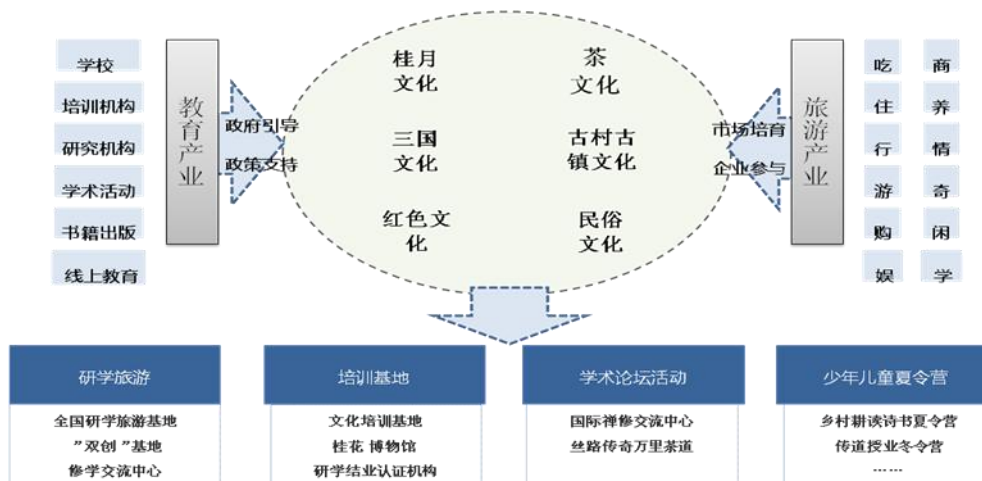 学校
培训机构
研究机构
学术活动
书籍出版
线上教育
教育产业
政府引导
政策支持
桂月
文化
茶
文化
三国
文化
古村古
镇文化
红色文
化
民俗
文化
市场培育
企业参与
旅游产业
吃 商
住 养
行 情
游 奇
购 闲
娱 学
研学旅游
全国研学旅游基地
”双创”基地
修学交流中心
培训基地
文化培训基地
桂花 博物馆
研学结业认证机构
学术论坛活动
国际禅修交流中心
丝路传奇万里茶道
少年儿童夏令营
乡村耕读诗书夏令营
传道授业冬令营
……